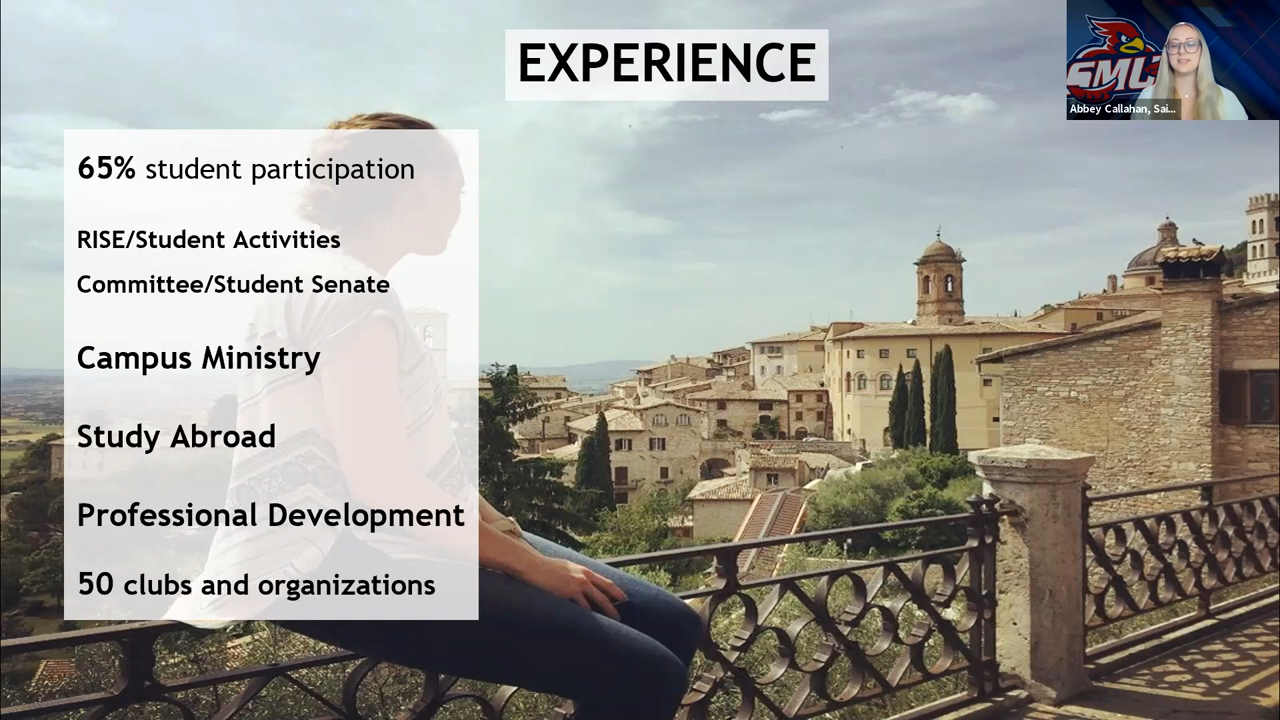 EXPERIENCE
SMU
Abbey Callahan, Sai...
65% student participation
RISE/Student Activities
Committee/Student Senate
Campus Ministry
Study Abroad
Professional Development
50 clubs and organizations